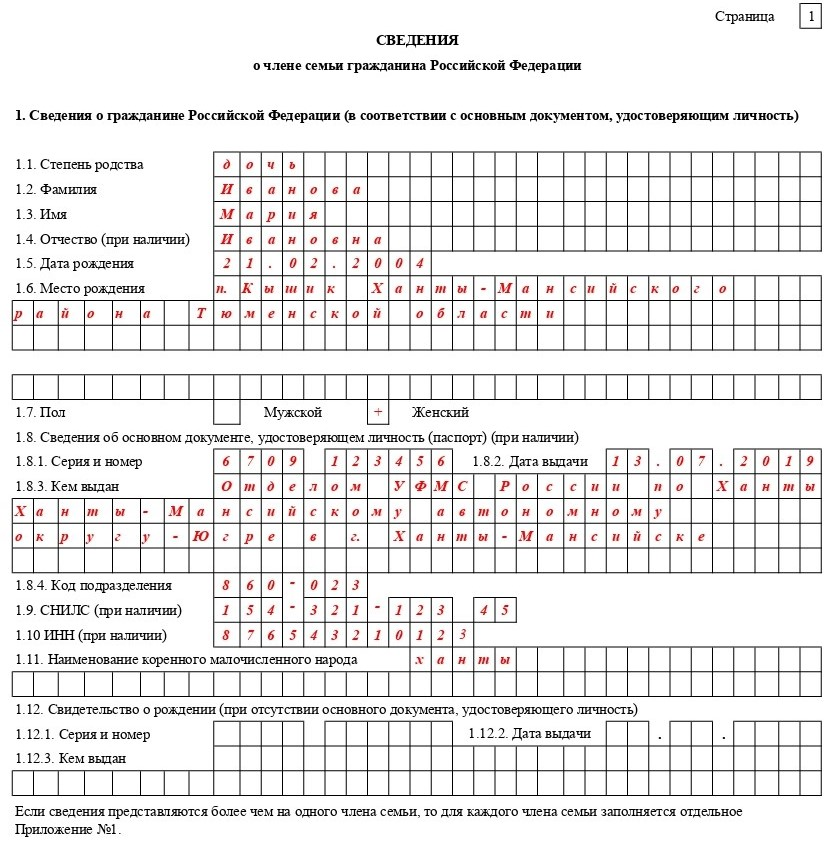 Страница 1
СВЕДЕНИЯ
о члене семьи гражданина Российской Федерации
1. Сведения о гражданине Российской Федерации (в соответствии с основным документом, удостоверяющим личность)
1.1. Степень родства дочь
1.2. Фамилия Иванова
1.3. Имя Мария
1.4. Отчество (при наличии) Ивановна
1.5. Дата рождения 21.02.2004
1.6. Место рождения п. Кышик Ханты-Мансийского
района Тюменской области
1.7. Пол Мужской + Женский
1.8. Сведения об основном документе, удостоверяющем личность (паспорт) (при наличии)
1.8.1. Серия и номер 6709 123456 1.8.2. Дата выдачи 13.07.2019
1.8.3. Кем выдан Отделом УФМС России по Ханты
Ханты-Мансийскому автономному
округу-Югре в г. Ханты-Мансийске
1.8.4. Код подразделения 860-023
1.9. СНИЛС (при наличии) 154-321-123 45
1.10 ИНН (при наличии) 876543210123
1.11. Наименование коренного малочисленного народа ханты
1.12. Свидетельство о рождении (при отсутствии основного документа, удостоверяющего личность)
1.12.1. Серия и номер 1.12.2. Дата выдачи . .
1.12.3. Кем выдан
Если сведения представляются более чем на одного члена семьи, то для каждого члена семьи заполняется отдельное
Приложение №1.